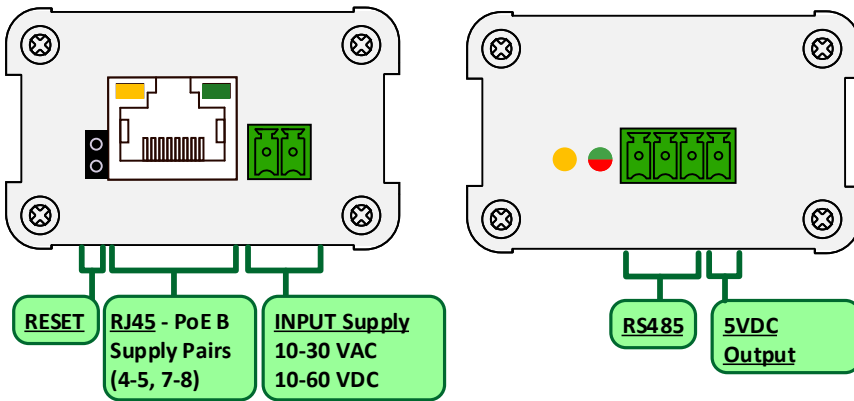 RESET
RJ45 - PoE B
Supply Pairs
(4-5, 7-8)
INPUT Supply
10-30 VAC
10-60 VDC
RS485
5VDC
Output